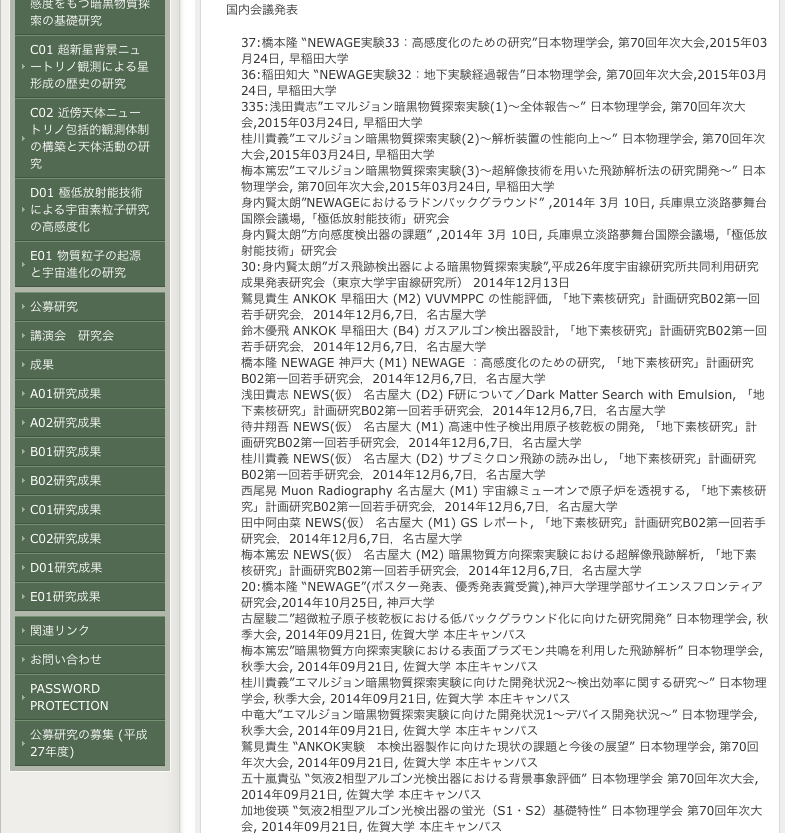 感度をもつ暗黒物質探
索の基礎研究
C01 超新星背景ニュ
ートリノ観測による星
形成の歴史の研究
C02 近傍天体ニュー
トリノ包括的観測体制
の構築と天体活動の研
究
D01 極低放射能技術
による宇宙素粒子研究
の高感度化
E01 物質粒子の起源
と宇宙進化の研究
公募研究
講演会　研究会
成果
A01研究成果
A02研究成果
B01研究成果
B02研究成果
C01研究成果
C02研究成果
D01研究成果
E01研究成果
関連リンク
お問い合わせ
PASSWORD
PROTECTION
公募研究の募集 (平成
27年度)
国内会議発表
37:橋本隆 “NEWAGE実験33：高感度化のための研究”日本物理学会, 第70回年次大会,2015年03
月24日, 早稲田大学
36:稲田知大 “NEWAGE実験32：地下実験経過報告”日本物理学会, 第70回年次大会,2015年03月
24日, 早稲田大学
335:浅田貴志”エマルジョン暗黒物質探索実験(1)〜全体報告〜” 日本物理学会, 第70回年次大
会,2015年03月24日, 早稲田大学
桂川貴義”エマルジョン暗黒物質探索実験(2)〜解析装置の性能向上〜” 日本物理学会, 第70回年次
大会,2015年03月24日, 早稲田大学
梅本篤宏”エマルジョン暗黒物質探索実験(3)〜超解像技術を用いた飛跡解析法の研究開発〜” 日本
物理学会, 第70回年次大会,2015年03月24日, 早稲田大学
身内賢太朗”NEWAGEにおけるラドンバックグラウンド” ,2014年 3月 10日, 兵庫県立淡路夢舞台
国際会議場,「極低放射能技術」研究会
身内賢太朗”方向感度検出器の課題” ,2014年 3月 10日, 兵庫県立淡路夢舞台国際会議場,「極低放
射能技術」研究会
30:身内賢太朗”ガス飛跡検出器による暗黒物質探索実験”,平成26年度宇宙線研究所共同利用研究
成果発表研究会（東京大学宇宙線研究所） 2014年12月13日
鷲見貴生 ANKOK 早稲田大 (M2) VUVMPPC の性能評価, 「地下素核研究」計画研究B02第一回
若手研究会．2014年12月6,7日．名古屋大学
鈴木優飛 ANKOK 早稲田大 (B4) ガスアルゴン検出器設計, 「地下素核研究」計画研究B02第一回
若手研究会．2014年12月6,7日．名古屋大学
橋本隆 NEWAGE 神戸大 (M1) NEWAGE ：高感度化のための研究, 「地下素核研究」計画研究
B02第一回若手研究会．2014年12月6,7日．名古屋大学
浅田貴志 NEWS(仮） 名古屋大 (D2) F研について／Dark Matter Search with Emulsion, 「地
下素核研究」計画研究B02第一回若手研究会．2014年12月6,7日．名古屋大学
待井翔吾 NEWS(仮） 名古屋大 (M1) 高速中性子検出用原子核乾板の開発, 「地下素核研究」計
画研究B02第一回若手研究会．2014年12月6,7日．名古屋大学
桂川貴義 NEWS(仮） 名古屋大 (D2) サブミクロン飛跡の読み出し, 「地下素核研究」計画研究
B02第一回若手研究会．2014年12月6,7日．名古屋大学
西尾晃 Muon Radiography 名古屋大 (M1) 宇宙線ミューオンで原子炉を透視する, 「地下素核研
究」計画研究B02第一回若手研究会．2014年12月6,7日．名古屋大学
田中阿由菜 NEWS(仮） 名古屋大 (M1) GS レポート, 「地下素核研究」計画研究B02第一回若手
研究会．2014年12月6,7日．名古屋大学
梅本篤宏 NEWS(仮） 名古屋大 (M2) 暗黒物質方向探索実験における超解像飛跡解析, 「地下素
核研究」計画研究B02第一回若手研究会．2014年12月6,7日．名古屋大学
20:橋本隆 “NEWAGE”(ポスター発表、優秀発表賞受賞),神戸大学理学部サイエンスフロンティア
研究会,2014年10月25日, 神戸大学
古屋駿二”超微粒子原子核乾板における低バックグラウンド化に向けた研究開発” 日本物理学会, 秋
季大会, 2014年09月21日, 佐賀大学 本庄キャンパス
梅本篤宏”暗黒物質方向探索実験における表面プラズモン共鳴を利用した飛跡解析” 日本物理学会,
秋季大会, 2014年09月21日, 佐賀大学 本庄キャンパス
桂川貴義”エマルジョン暗黒物質探索実験に向けた開発状況2〜検出効率に関する研究〜” 日本物理
学会, 秋季大会, 2014年09月21日, 佐賀大学 本庄キャンパス
中竜大”エマルジョン暗黒物質探索実験に向けた開発状況1〜デバイス開発状況〜” 日本物理学会,
秋季大会, 2014年09月21日, 佐賀大学 本庄キャンパス
鷲見貴生 “ANKOK実験　本検出器製作に向けた現状の課題と今後の展望” 日本物理学会, 第70回
年次大会, 2014年09月21日, 佐賀大学 本庄キャンパス
五十嵐貴弘 “気液2相型アルゴン光検出器における背景事象評価” 日本物理学会 第70回年次大会,
2014年09月21日, 佐賀大学 本庄キャンパス
加地俊瑛 “気液2相型アルゴン光検出器の蛍光（S1・S2）基礎特性” 日本物理学会 第70回年次大
会, 2014年09月21日, 佐賀大学 本庄キャンパス